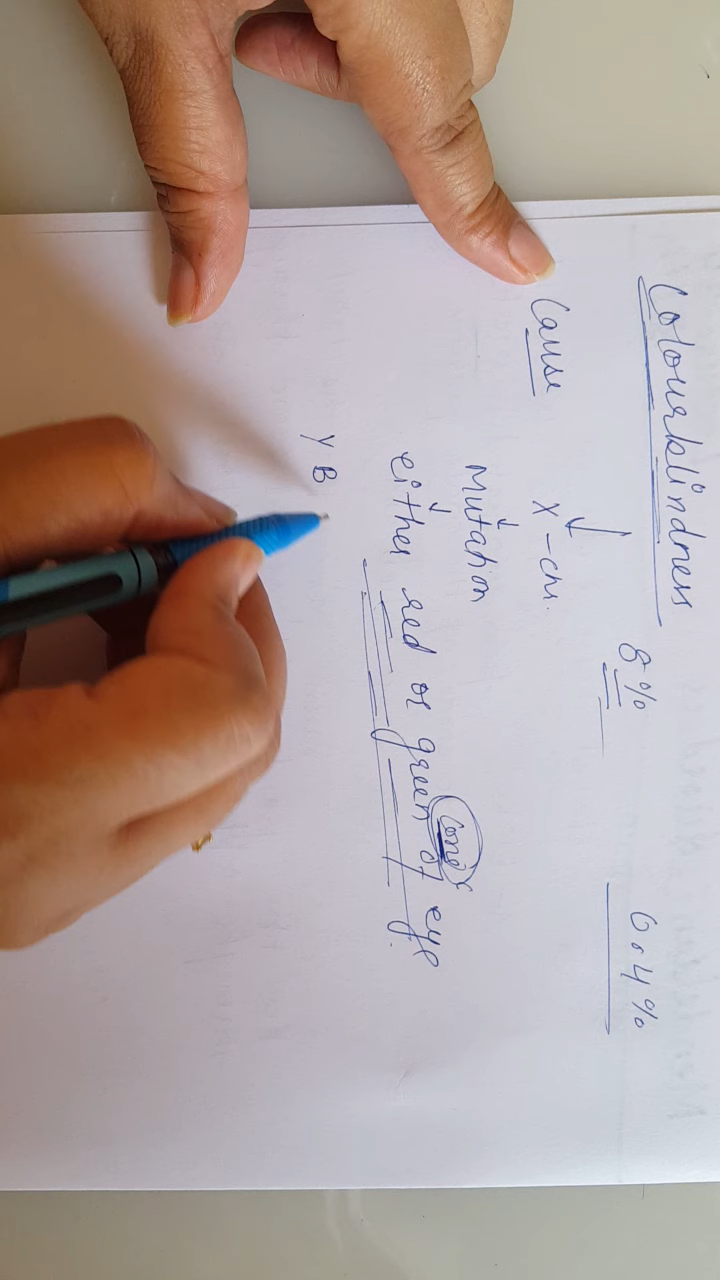 Colourblindness
8% 0.4%
Cause
X-chr.
Mutation
cones
either red or green of eye
Y B